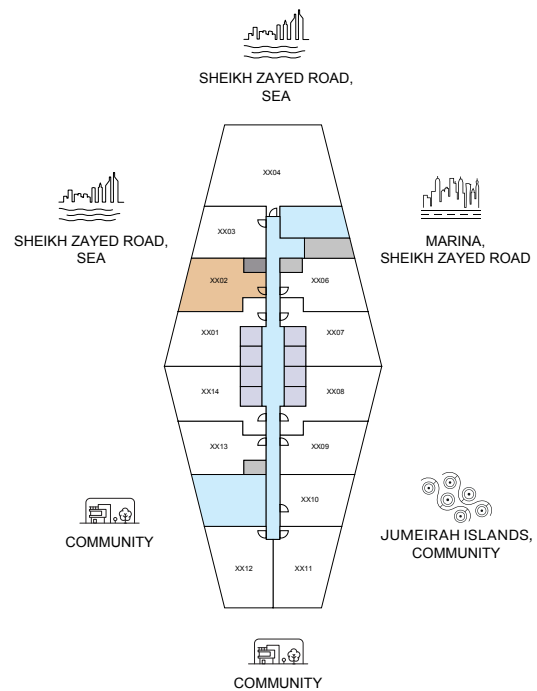 SHEIKH ZAYED ROAD,
SEA
XX04
SHEIKH ZAYED ROAD,
SEA
XX03
MARINA,
SHEIKH ZAYED ROAD
XX02
XX06
XX01
XX07
XX14
XX08
XX13
XX09
XX10
COMMUNITY
JUMEIRAH ISLANDS,
COMMUNITY
XX12
XX11
COMMUNITY